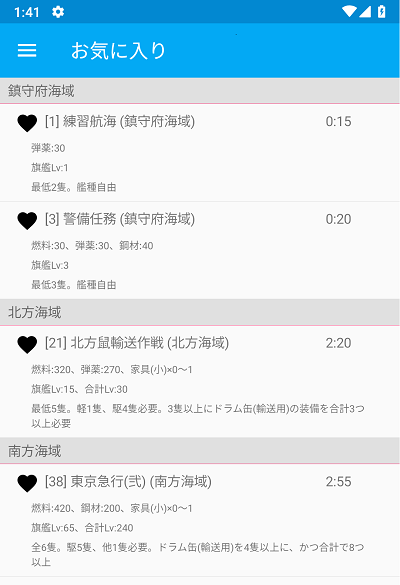 1:41
お気に入り
鎮守府海域
[1] 練習航海 (鎮守府海域) 0:15
弾薬:30
旗艦Lv:1
最低2隻。艦種自由
[3] 警備任務 (鎮守府海域) 0:20
燃料:30、弾薬:30、鋼材:40
旗艦Lv:3
最低3隻。艦種自由
北方海域
[21] 北方鼠輸送作戦 (北方海域) 2:20
燃料:320、弾薬:270、家具(小)×0〜1
旗艦Lv:15、合計Lv:30
最低5隻。軽1隻、駆4隻必要。3隻以上にドラム缶(輸送用)の装備を合計3つ
以上必要
南方海域
[38] 東京急行(弐) (南方海域) 2:55
燃料:420、鋼材:200、家具(小)×0〜1
旗艦Lv:65、合計Lv:240
全6隻。駆5隻、他1隻必要。ドラム缶(輸送用)を4隻以上に、かつ合計で8つ
以上